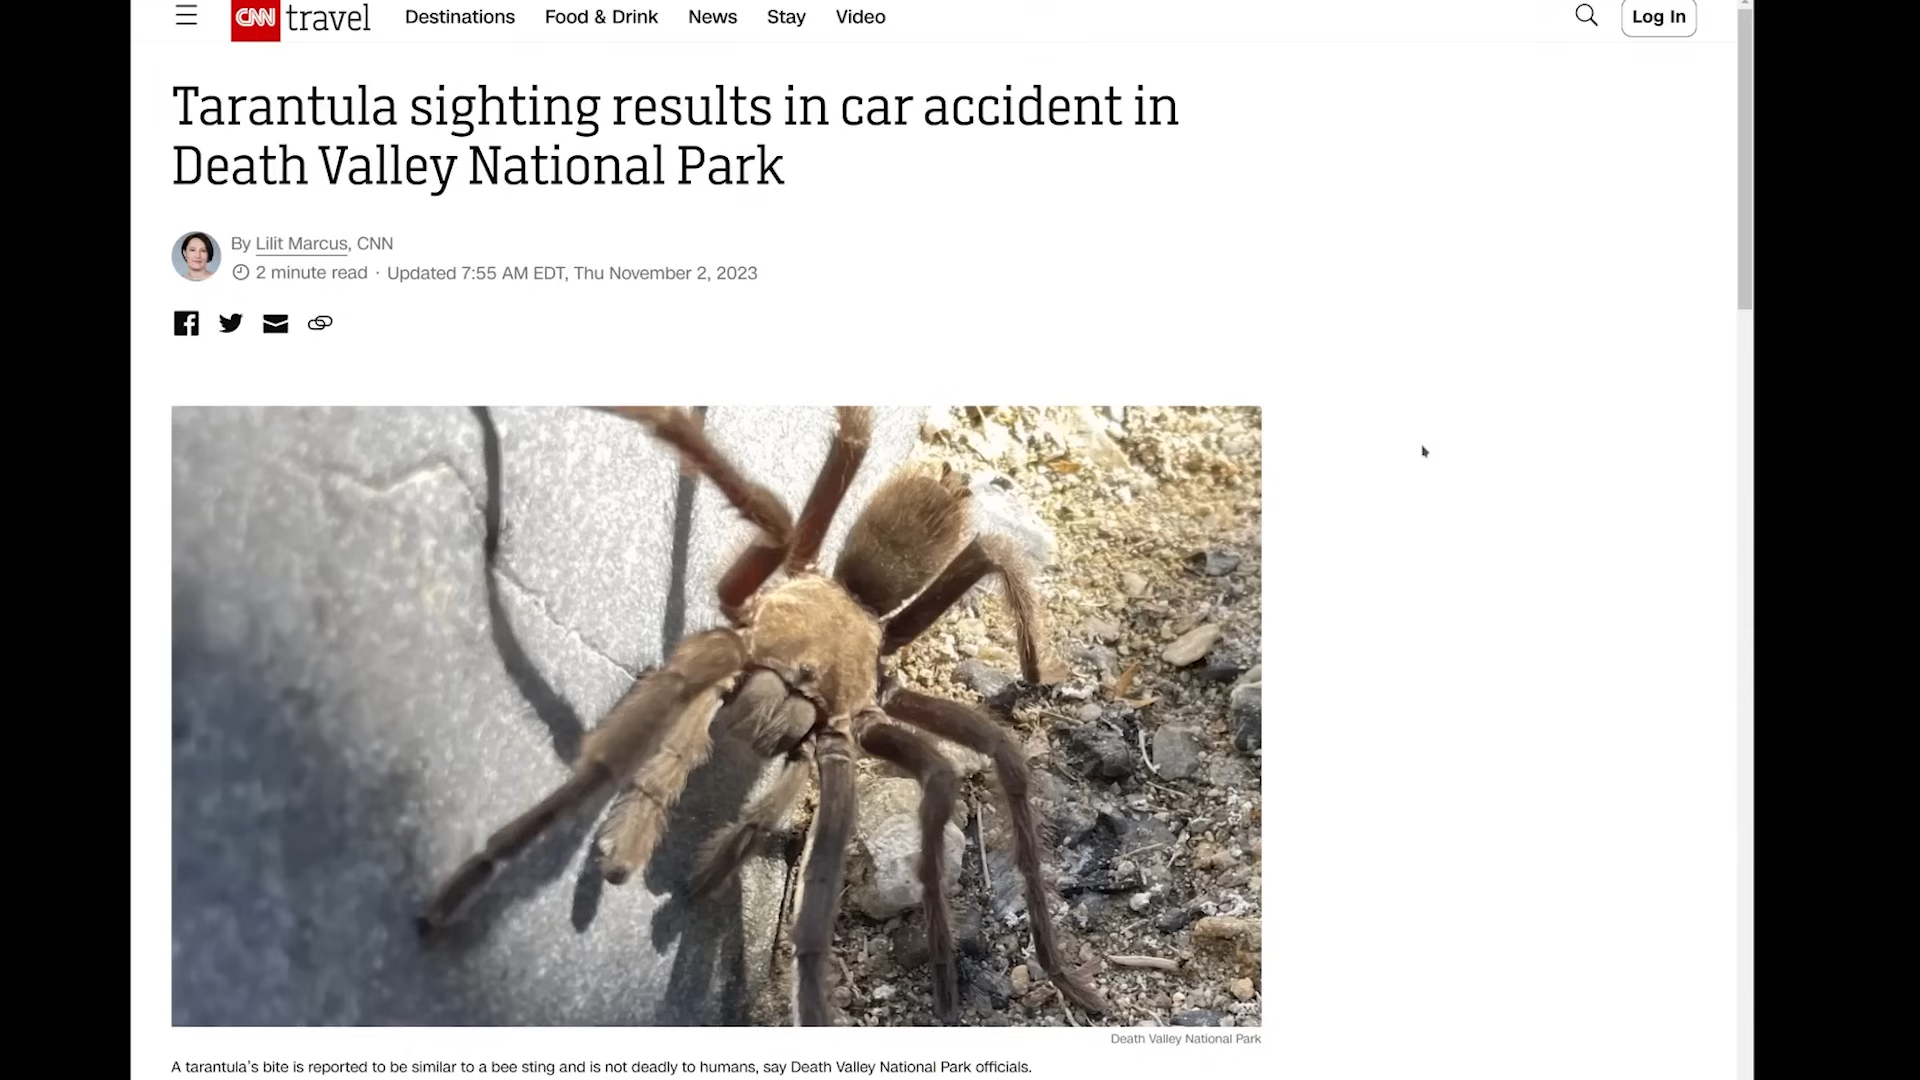 CNN travel Destinations Food & Drink News Stay Video Log In
Tarantula sighting results in car accident in
Death Valley National Park
By Lilit Marcus, CNN
2 minute read · Updated 7:55 AM EDT, Thu November 2, 2023
Death Valley National Park
A tarantula's bite is reported to be similar to a bee sting and is not deadly to humans, say Death Valley National Park officials.